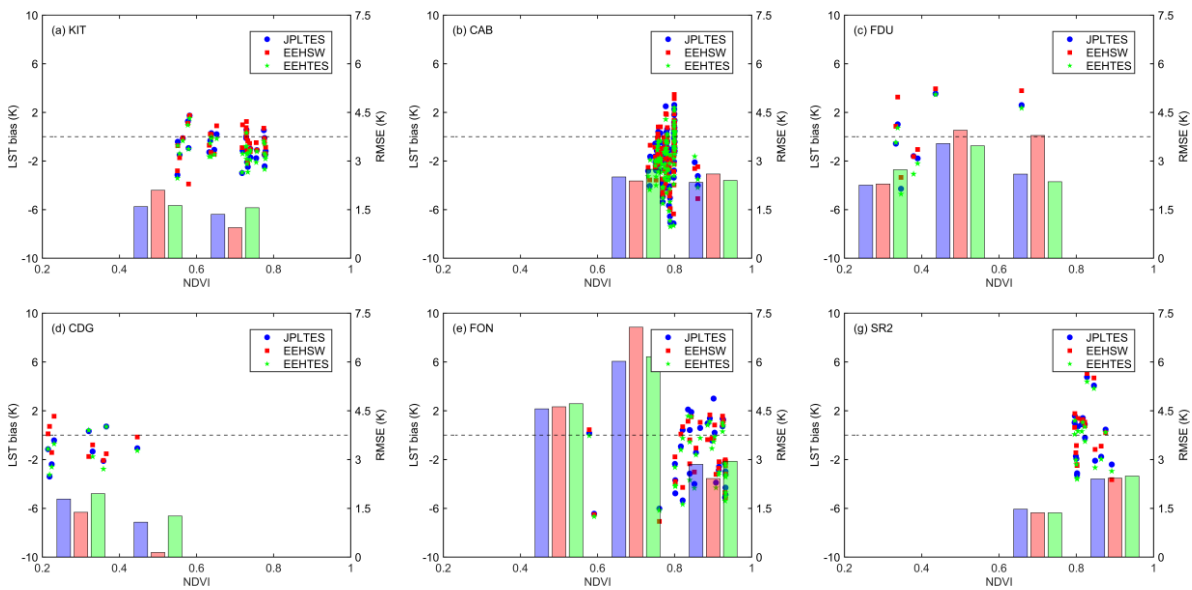 (a) KIT
JPLTES
EEHSW
EEHTES
LST bias (K)
10
6
2
-2
-6
-10
RMSE (K)
7.5
6
4.5
3
1.5
0
0.2 0.4 0.6 0.8 1
NDVI
(b) CAB
JPLTES
EEHSW
EEHTES
LST bias (K)
10
6
2
-2
-6
-10
RMSE (K)
7.5
6
4.5
3
1.5
0
0.2 0.4 0.6 0.8 1
NDVI
(c) FDU
JPLTES
EEHSW
EEHTES
LST bias (K)
10
6
2
-2
-6
-10
RMSE (K)
7.5
6
4.5
3
1.5
0
0.2 0.4 0.6 0.8 1
NDVI
(d) CDG
JPLTES
EEHSW
EEHTES
LST bias (K)
10
6
2
-2
-6
-10
RMSE (K)
7.5
6
4.5
3
1.5
0
0.2 0.4 0.6 0.8 1
NDVI
(e) FON
JPLTES
EEHSW
EEHTES
LST bias (K)
10
6
2
-2
-6
-10
RMSE (K)
7.5
6
4.5
3
1.5
0
0.2 0.4 0.6 0.8 1
NDVI
(g) SR2
JPLTES
EEHSW
EEHTES
LST bias (K)
10
6
2
-2
-6
-10
RMSE (K)
7.5
6
4.5
3
1.5
0
0.2 0.4 0.6 0.8 1
NDVI